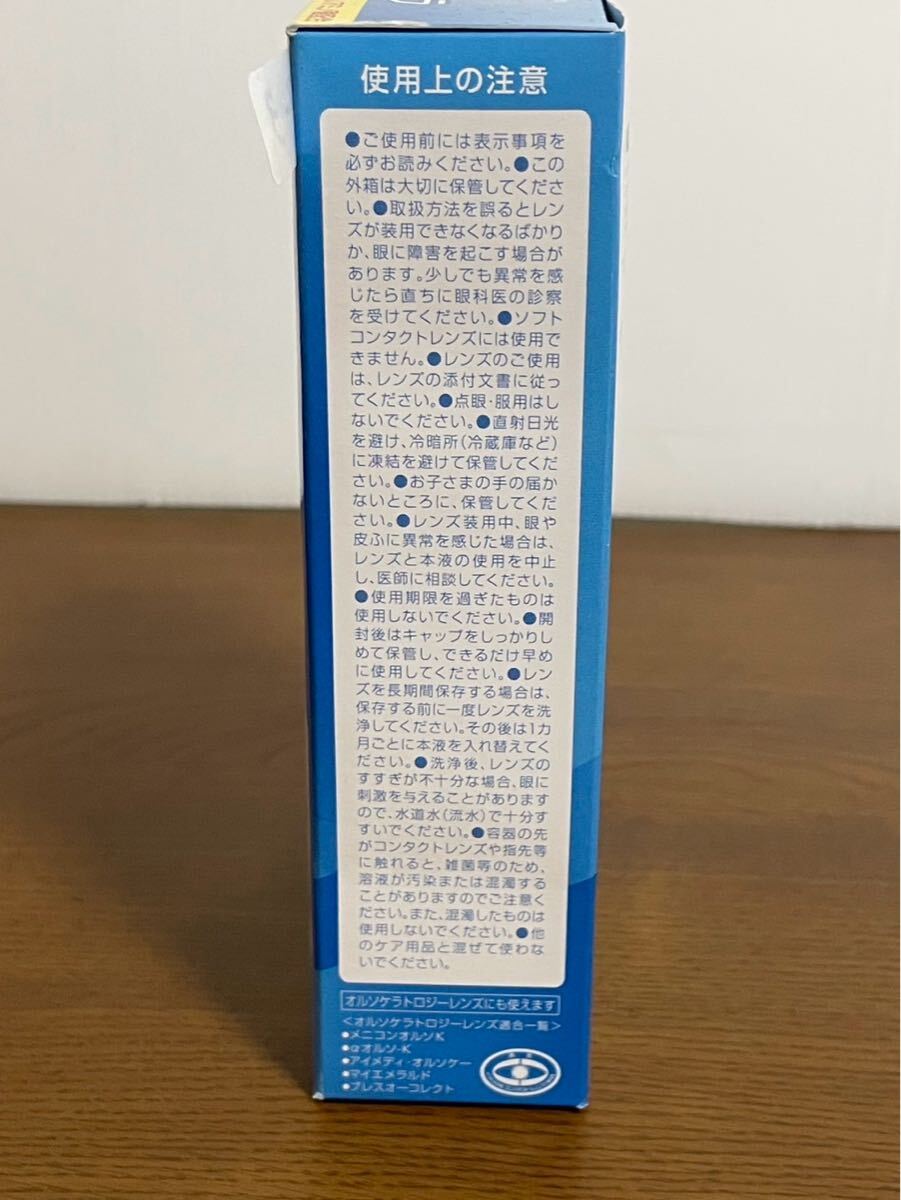 使用上の注意
●ご使用前には表示事項を
必ずお読みください。●この
外箱は大切に保管してくださ
い。●取扱方法を誤るとレン
ズが装用できなくなるばかり
か、眼に障害を起こす場合が
あります。少しでも異常を感
じたら直ちに眼科医の診察
を受けてください。●ソフト
コンタクトレンズには使用で
きません。●レンズのご使用
は、レンズの添付文書に従っ
てください。●点眼・服用はし
ないでください。●直射日光
を避け、冷暗所(冷蔵庫など)
に凍結を避けて保管してくだ
さい。●お子さまの手の届か
ないところに、保管してくだ
さい。●レンズ装用中、眼や
皮ふに異常を感じた場合は、
レンズと本液の使用を中止
し、医師に相談してください。
●使用期限を過ぎたものは
使用しないでください。●開
封後はキャップをしっかりし
めて保管し、できるだけ早め
に使用してください。●レン
ズを長期間保存する場合は、
保存する前に一度レンズを洗
浄してください。その後は1カ
月ごとに本液を入れ替えてく
ださい。●洗浄後、レンズの
すすぎが不十分な場合、眼に
刺激を与えることがあります
ので、水道水(流水)で十分す
すいでください。●容器の先
がコンタクトレンズや指先等
に触れると、雑菌等のため、
溶液が汚染または混濁する
ことがありますのでご注意く
ださい。また、混濁したものは
使用しないでください。●他
のケア用品と混ぜて使わな
いでください。
オルソケラトロジーレンズにも使えます
<オルソケラトロジーレンズ適合一覧>
●メニコンオルソK
●αオルソ-K
●アイメディ・オルソケー
●マイエメラルド
●ブレスオーコレクト